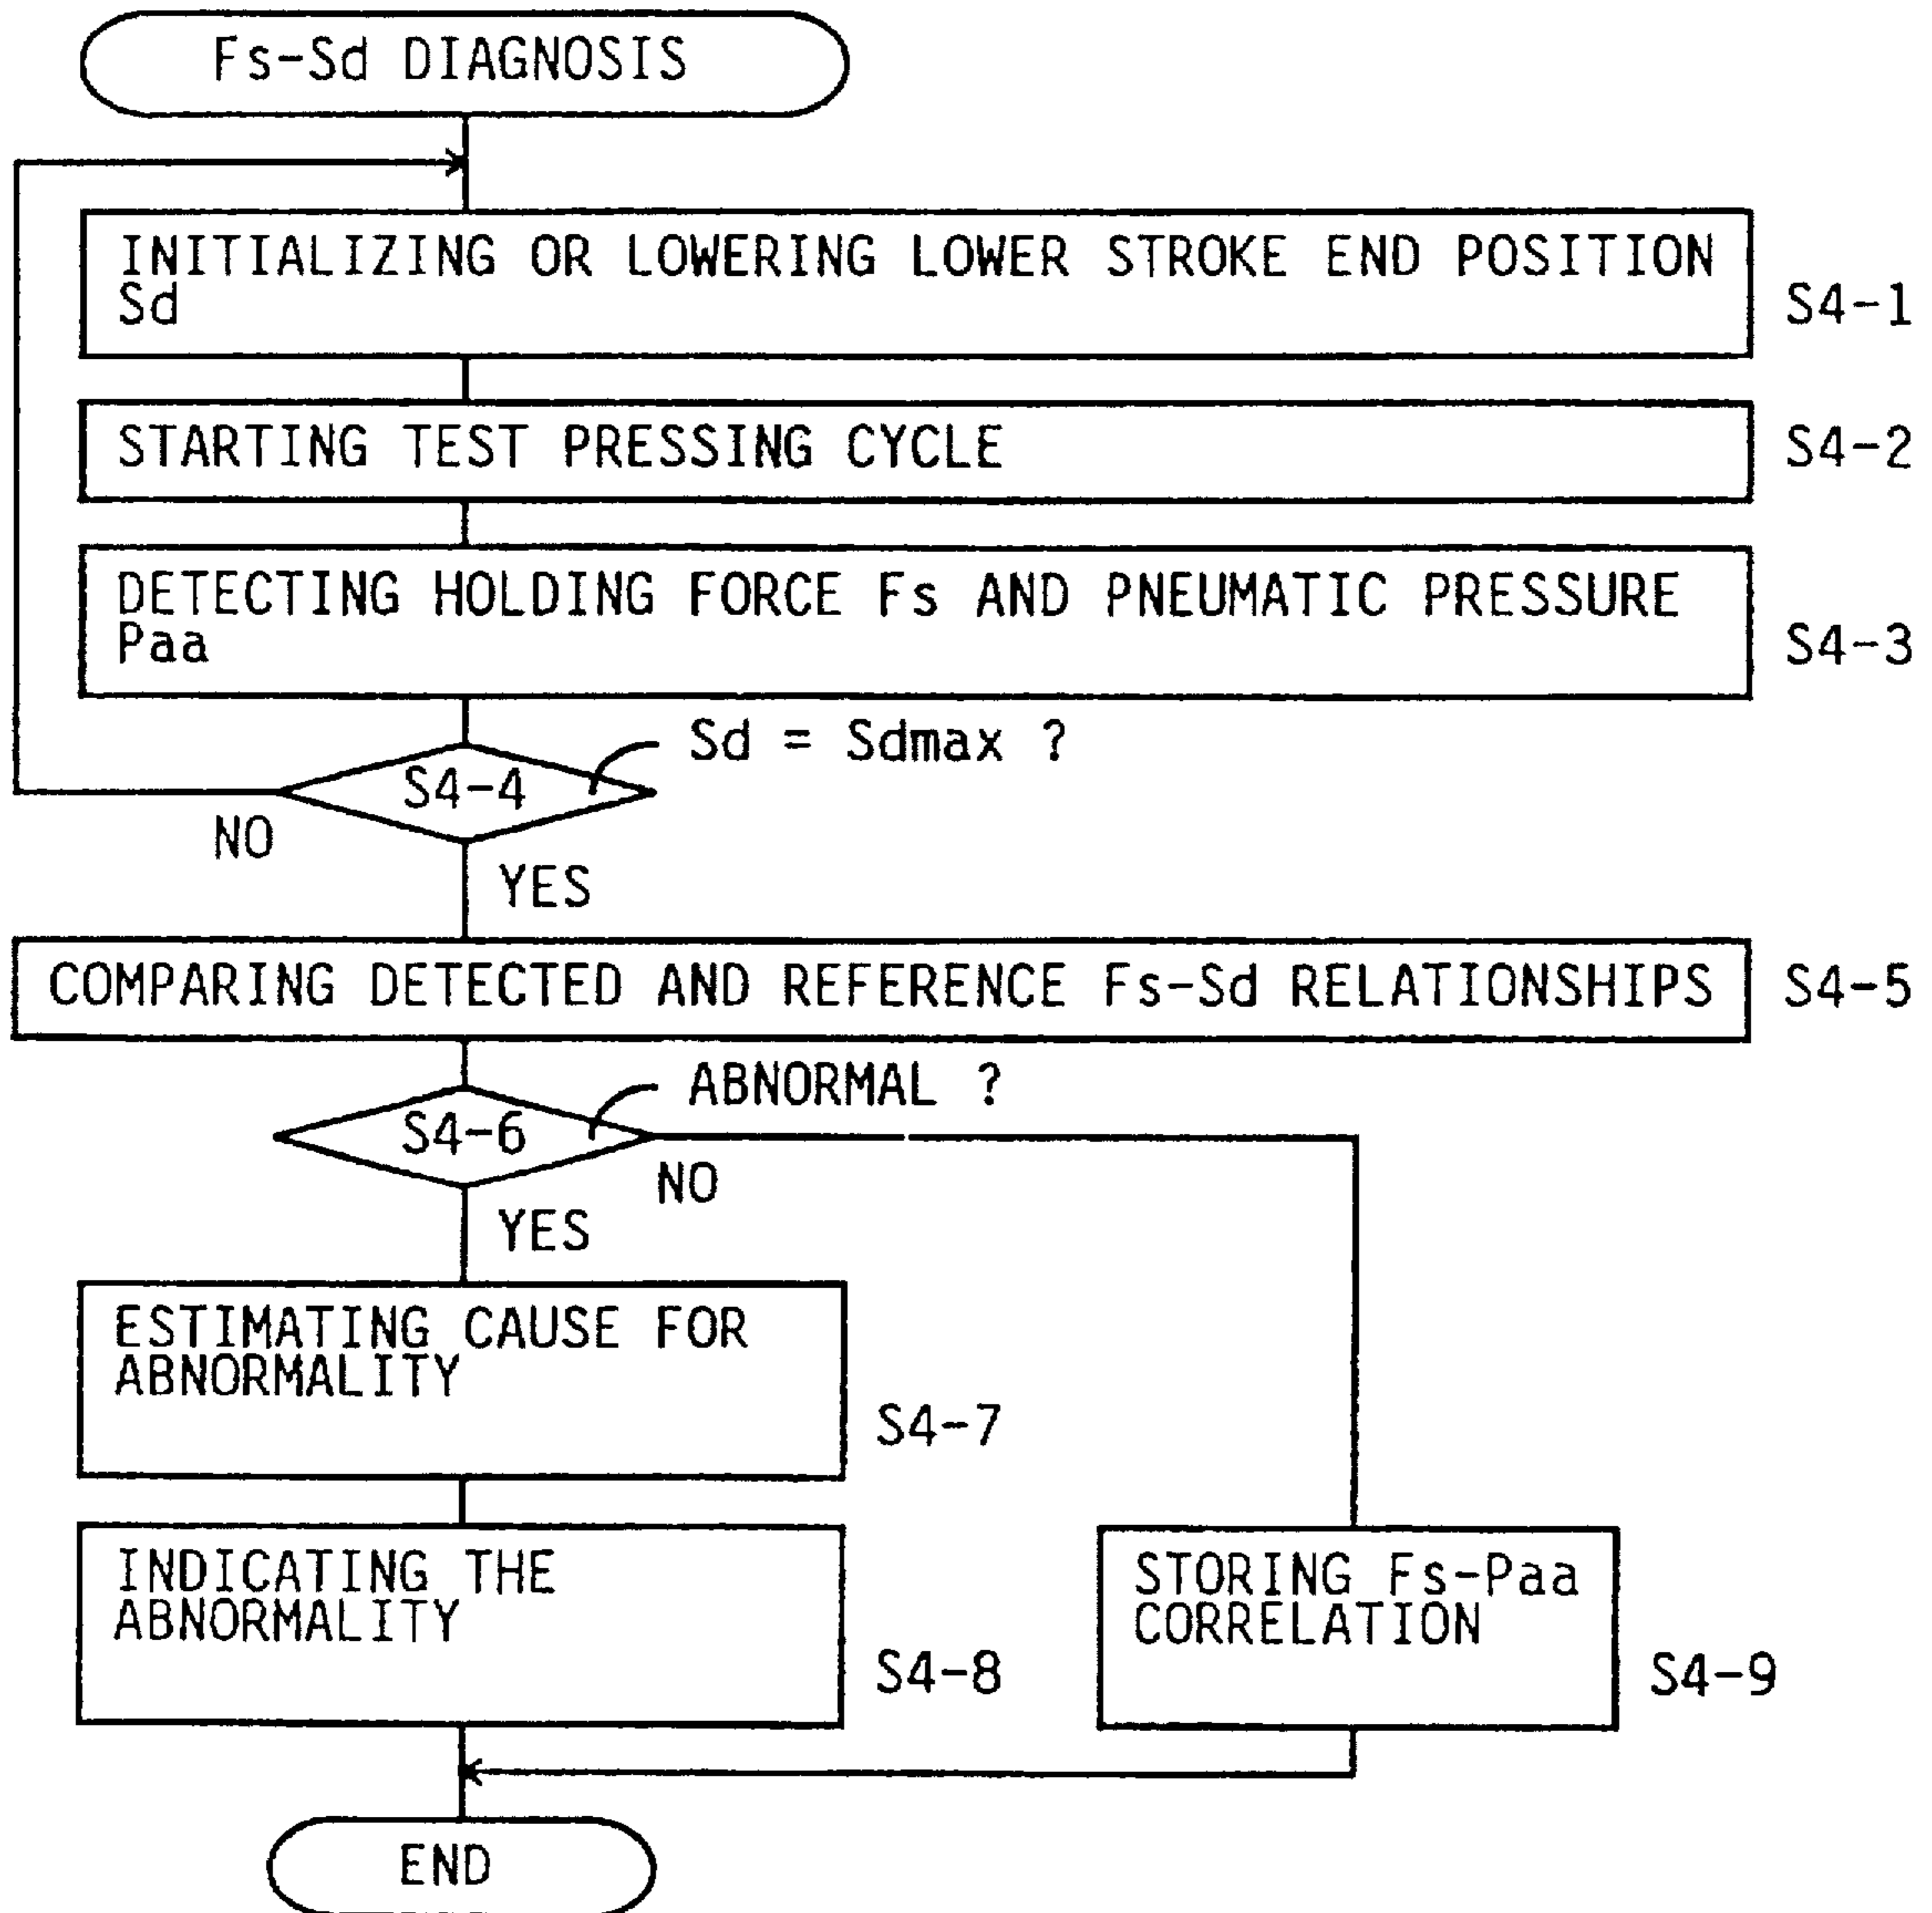 Fs-Sd DIAGNOSIS
INITIALIZING OR LOWERING LOWER STROKE END POSITION
Sd
S4-1
STARTING TEST PRESSING CYCLE
S4-2
DETECTING HOLDING FORCE Fs AND PNEUMATIC PRESSURE
Paa
S4-3
Sd = Sdmax ?
S4-4
NO
YES
COMPARING DETECTED AND REFERENCE Fs-Sd RELATIONSHIPS
S4-5
ABNORMAL ?
S4-6
NO
YES
ESTIMATING CAUSE FOR
ABNORMALITY
S4-7
INDICATING THE
ABNORMALITY
S4-8
STORING Fs-Paa
CORRELATION
S4-9
END